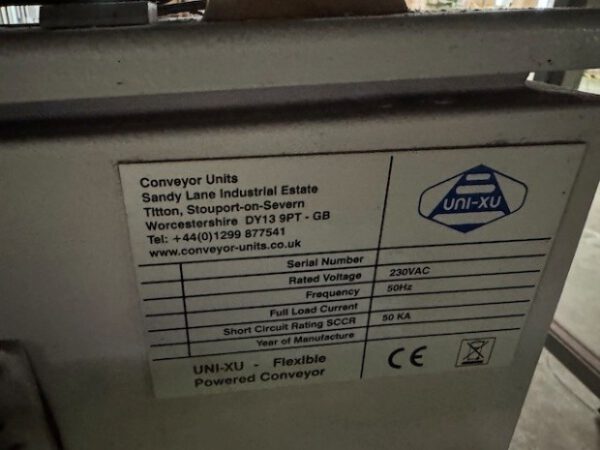 Conveyor Units
Sandy Lane Industrial Estate
Titton, Stouport-on-Severn
Worcestershire DY13 9PT - GB
Tel: +44(0)1299 877541
www.conveyor-units.co.uk
UNI-XU
Serial Number
Rated Voltage 230VAC
Frequency 50Hz
Full Load Current
Short Circuit Rating SCCR 50 KA
Year of Manufacture
UNI-XU - Flexible
Powered Conveyor
CE